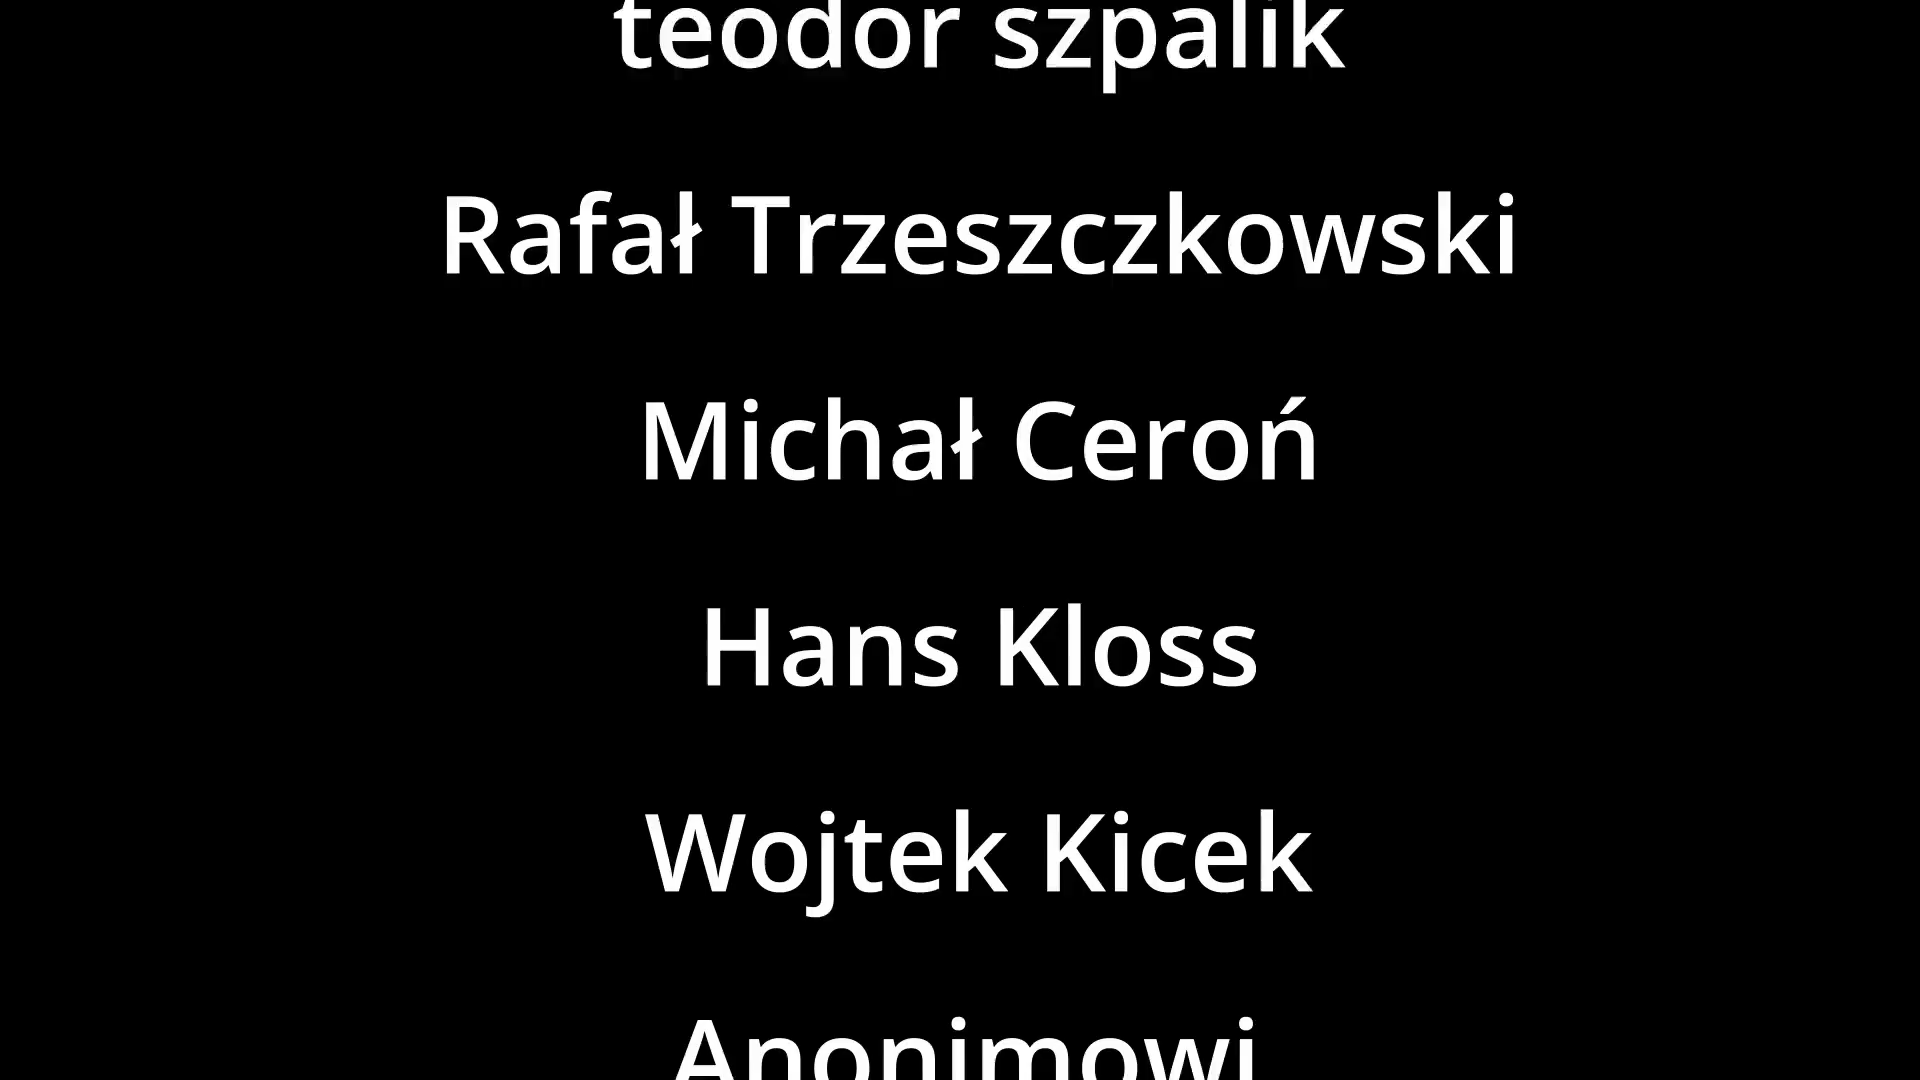 teodor szpalik
Rafał Trzeszczkowski
Michał Ceroń
Hans Kloss
Wojtek Kicek
Anonimowi